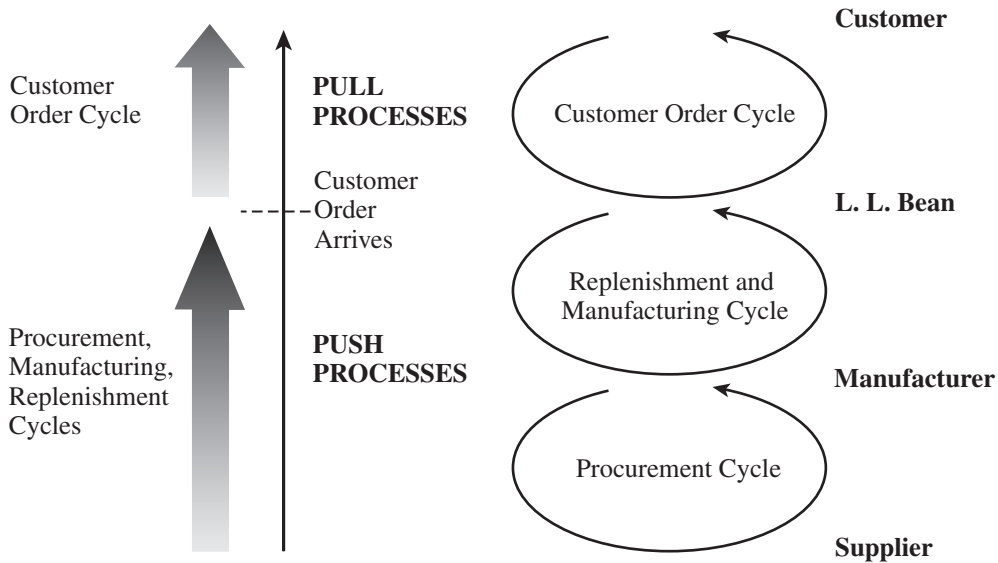 Customer
Order Cycle
PULL
PROCESSES
Customer
Order
Arrives
Procurement,
Manufacturing,
Replenishment
Cycles
PUSH
PROCESSES
Customer
Customer Order Cycle
L. L. Bean
Replenishment and
Manufacturing Cycle
Manufacturer
Procurement Cycle
Supplier